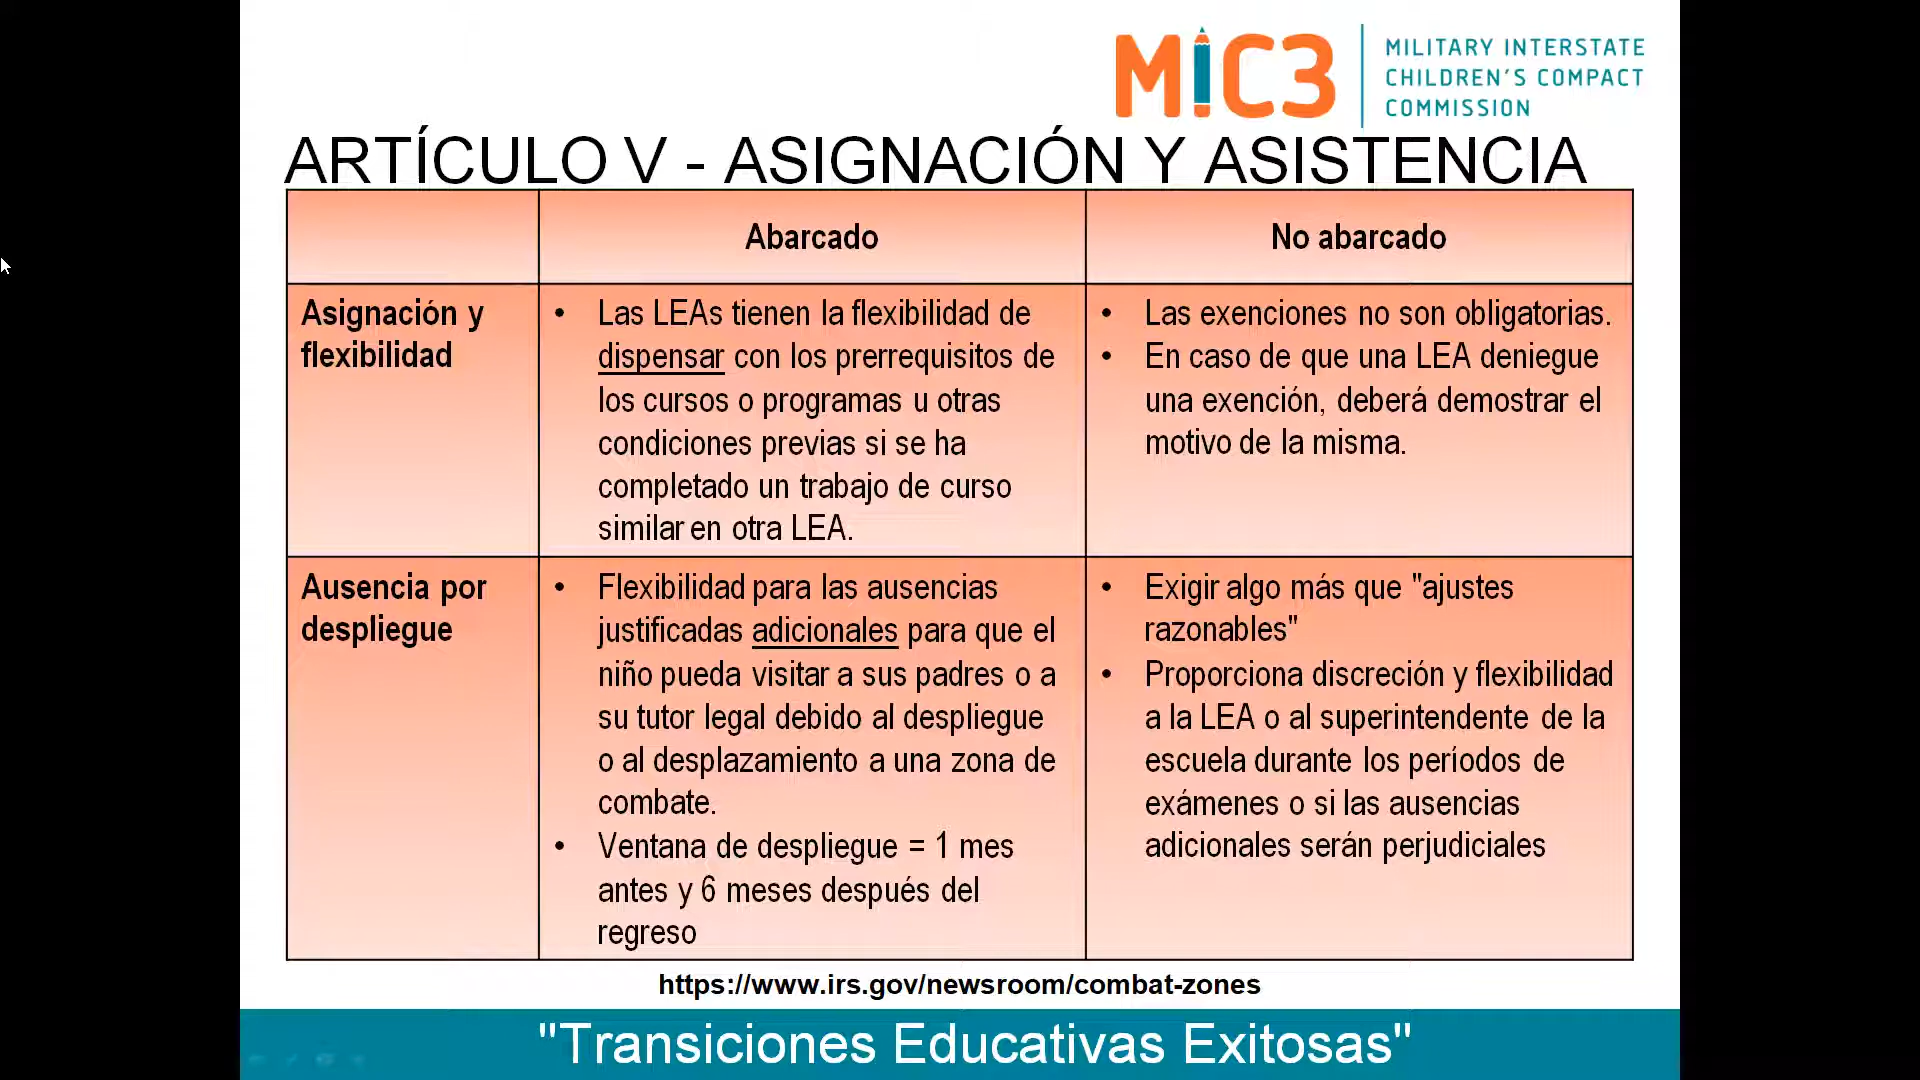 MIC3
MILITARY INTERSTATE
CHILDREN'S COMPACT
COMMISSION
ARTÍCULO V - ASIGNACIÓN Y ASISTENCIA
Abarcado
No abarcado
Asignación y
flexibilidad
• Las LEAs tienen la flexibilidad de
dispensar con los prerrequisitos de
los cursos o programas u otras
condiciones previas si se ha
completado un trabajo de curso
similar en otra LEA.
• Las exenciones no son obligatorias.
• En caso de que una LEA deniegue
una exención, deberá demostrar el
motivo de la misma.
Ausencia por
despliegue
• Flexibilidad para las ausencias
justificadas adicionales para que el
niño pueda visitar a sus padres o a
su tutor legal debido al despliegue
o al desplazamiento a una zona de
combate.
• Ventana de despliegue = 1 mes
antes y 6 meses después del
regreso
• Exigir algo más que "ajustes
razonables"
• Proporciona discreción y flexibilidad
a la LEA o al superintendente de la
escuela durante los períodos de
exámenes o si las ausencias
adicionales serán perjudiciales
https://www.irs.gov/newsroom/combat-zones
"Transiciones Educativas Exitosas"